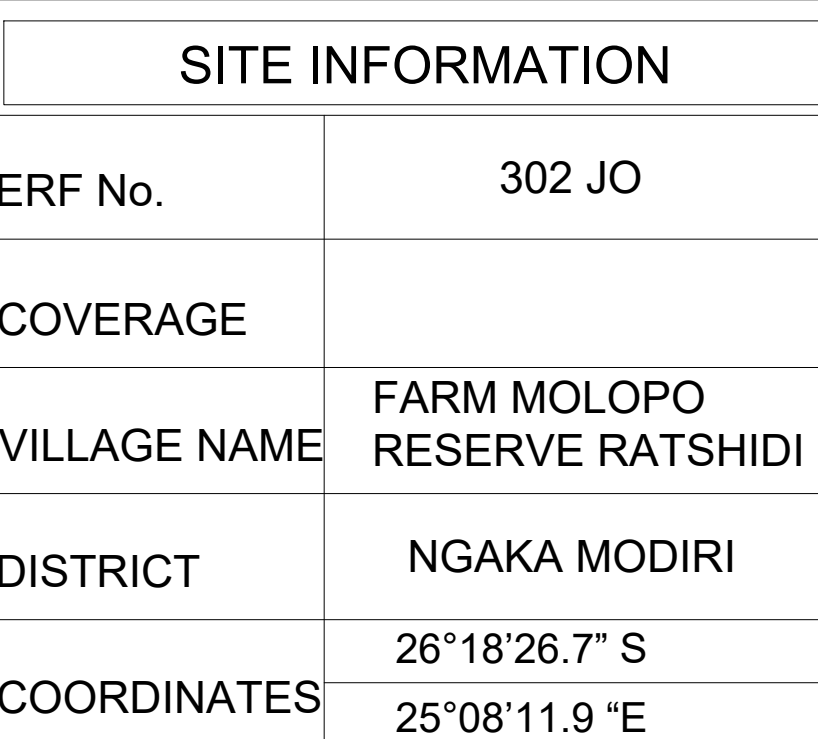 SITE INFORMATION
ERF No.
302 JO
COVERAGE
VILLAGE NAME
FARM MOLOPO
RESERVE RATSHIDI
DISTRICT
NGAKA MODIRI
COORDINATES
26°18’26.7” S
25°08’11.9 “E